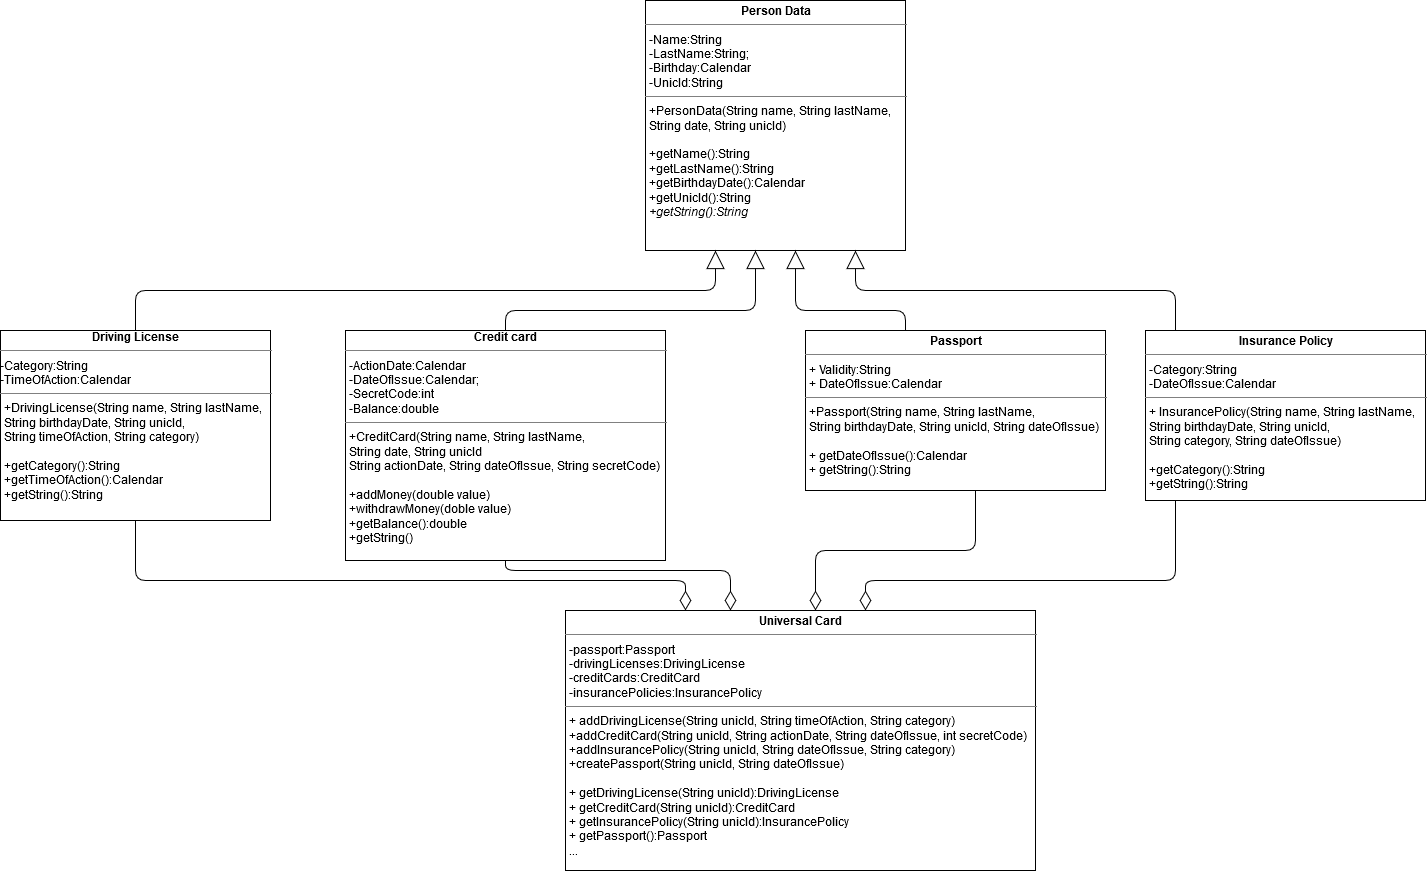 Person Data
-Name:String
-LastName:String;
-Birthday:Calendar
-UnicId:String
+PersonData(String name, String lastName,
String date, String unicId)
+getName():String
+getLastName():String
+getBirthdayDate():Calendar
+getUnicId():String
+getString():String
Driving License
-Category:String
-TimeOfAction:Calendar
+DrivingLicense(String name, String lastName,
String birthdayDate, String unicId,
String timeOfAction, String category)
+getCategory():String
+getTimeOfAction():Calendar
+getString():String
Credit card
-ActionDate:Calendar
-DateOfIssue:Calendar;
-SecretCode:int
-Balance:double
+CreditCard(String name, String lastName,
String date, String unicId
String actionDate, String dateOfIssue, String secretCode)
+addMoney(double value)
+withdrawMoney(doble value)
+getBalance():double
+getString()
Passport
+ Validity:String
+ DateOfIssue:Calendar
+Passport(String name, String lastName,
String birthdayDate, String unicId, String dateOfIssue)
+ getDateOfIssue():Calendar
+ getString():String
Insurance Policy
-Category:String
-DateOfIssue:Calendar
+ InsurancePolicy(String name, String lastName,
String birthdayDate, String unicId,
String category, String dateOfIssue)
+getCategory():String
+getString():String
Universal Card
-passport:Passport
-drivingLicenses:DrivingLicense
-creditCards:CreditCard
-insurancePolicies:InsurancePolicy
+ addDrivingLicense(String unicId, String timeOfAction, String category)
+addCreditCard(String unicId, String actionDate, String dateOfIssue, int secretCode)
+addInsurancePolicy(String unicId, String dateOfIssue, String category)
+createPassport(String unicId, String dateOfIssue)
+ getDrivingLicense(String unicId):DrivingLicense
+ getCreditCard(String unicId):CreditCard
+ getInsurancePolicy(String unicId):InsurancePolicy
+ getPassport():Passport
...